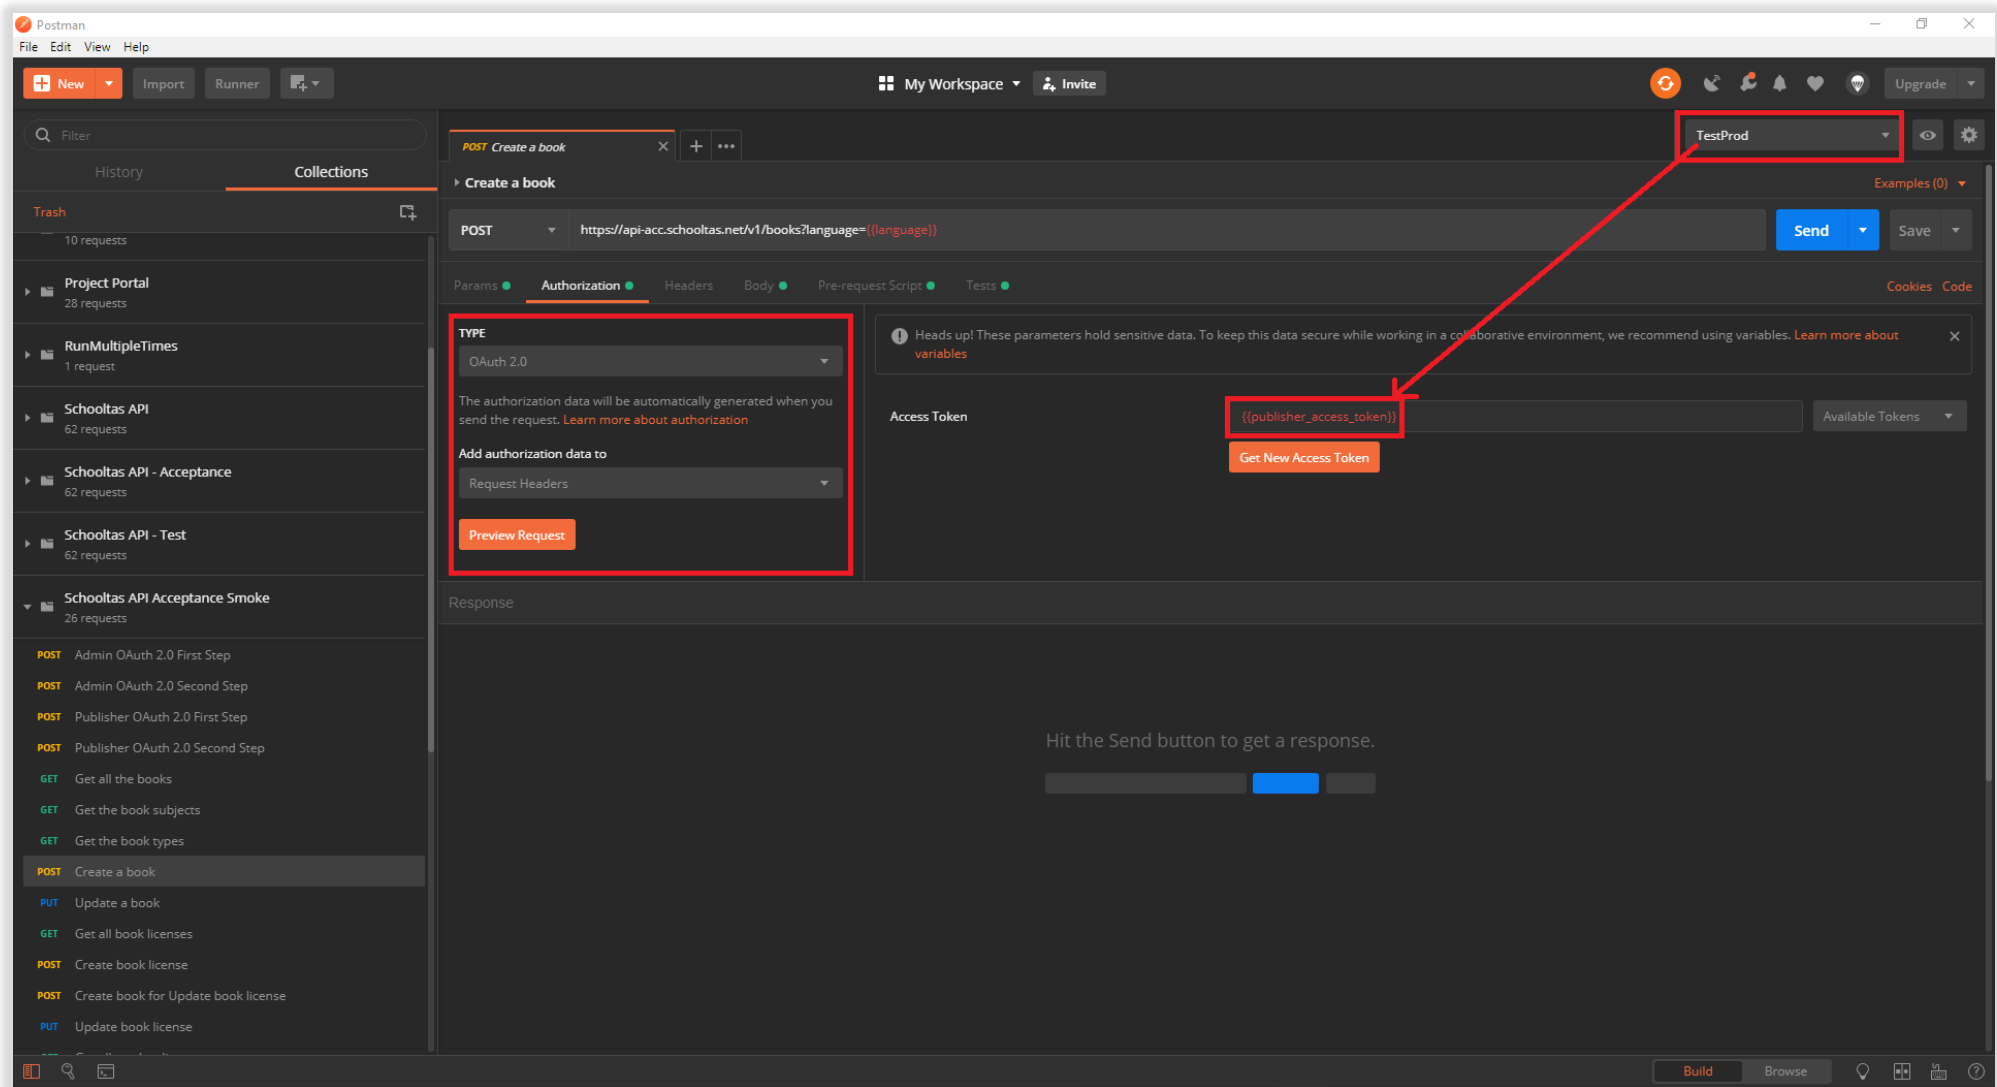 Postman
File Edit View Help
New
Import
Runner
My Workspace
Invite
Upgrade
Filter
History
Collections
Trash
10 requests
Project Portal
28 requests
RunMultipleTimes
1 request
Schooltas API
62 requests
Schooltas API - Acceptance
62 requests
Schooltas API - Test
62 requests
Schooltas API Acceptance Smoke
26 requests
POST Admin OAuth 2.0 First Step
POST Admin OAuth 2.0 Second Step
POST Publisher OAuth 2.0 First Step
POST Publisher OAuth 2.0 Second Step
GET Get all the books
GET Get the book subjects
GET Get the book types
POST Create a book
PUT Update a book
GET Get all book licenses
POST Create book license
POST Create book for Update book license
PUT Update book license
POST Create a book
TestProd
Create a book
Examples (0)
POST
https://api-acc.schooltas.net/v1/books?language={{language}}
Send
Save
Params
Authorization
Headers
Body
Pre-request Script
Tests
Cookies Code
TYPE
OAuth 2.0
The authorization data will be automatically generated when you
send the request. Learn more about authorization
Add authorization data to
Request Headers
Preview Request
Heads up! These parameters hold sensitive data. To keep this data secure while working in a collaborative environment, we recommend using variables. Learn more about
variables
Access Token
{{publisher_access_token}}
Available Tokens
Get New Access Token
Response
Hit the Send button to get a response.
Build
Browse